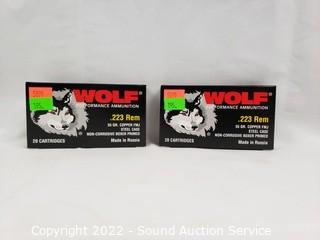 WOLF®
PERFORMANCE AMMUNITION
.223 Rem
55 GR. COPPER FMJ
STEEL CASE
NON-CORROSIVE BOXER PRIMED
20 CARTRIDGES
Made in Russia
WOLF®
FORMANCE AMMUNITION
.223 Rem
55 GR. COPPER FMJ
STEEL CASE
NON-CORROSIVE BOXER PRIMED
20 CARTRIDGES
Made in Russia
Copyright 2022 - Sound Auction Service